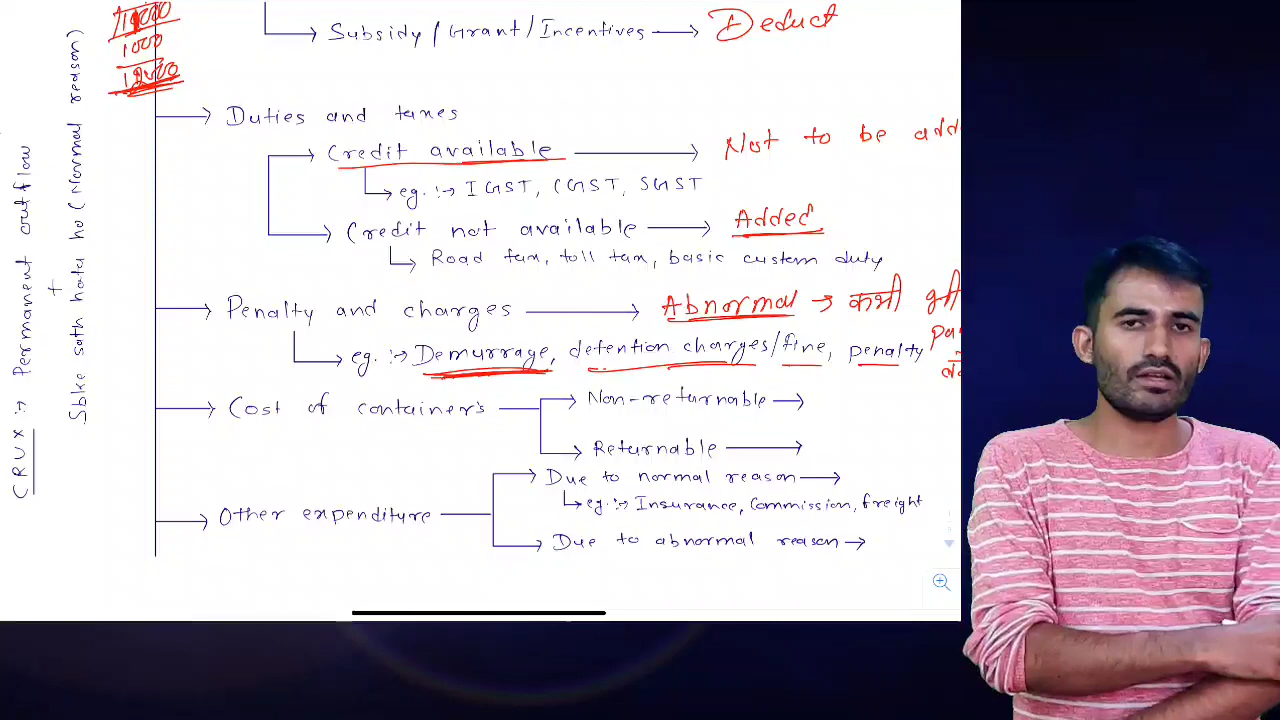 1000
12000
Subsidy/Grant/Incentives → Deduct
Duties and taxes
Credit available → Not to be add
eg. :→ IGST, CGST, SGST
Credit not available → Added
Road tax, toll tax, basic custom duty
Penalty and charges → Abnormal → कभी भी
eg. :→ Demurrage, detention charges/fine, penalty
Cost of container's
Non-returnable →
Returnable →
Other expenditure
Due to normal reason →
eg. :→ Insurance, Commission, freight
Due to abnormal reason →
CRUX :→ Permanant outflow
+
Sbke sath hota ho (Normal reason)